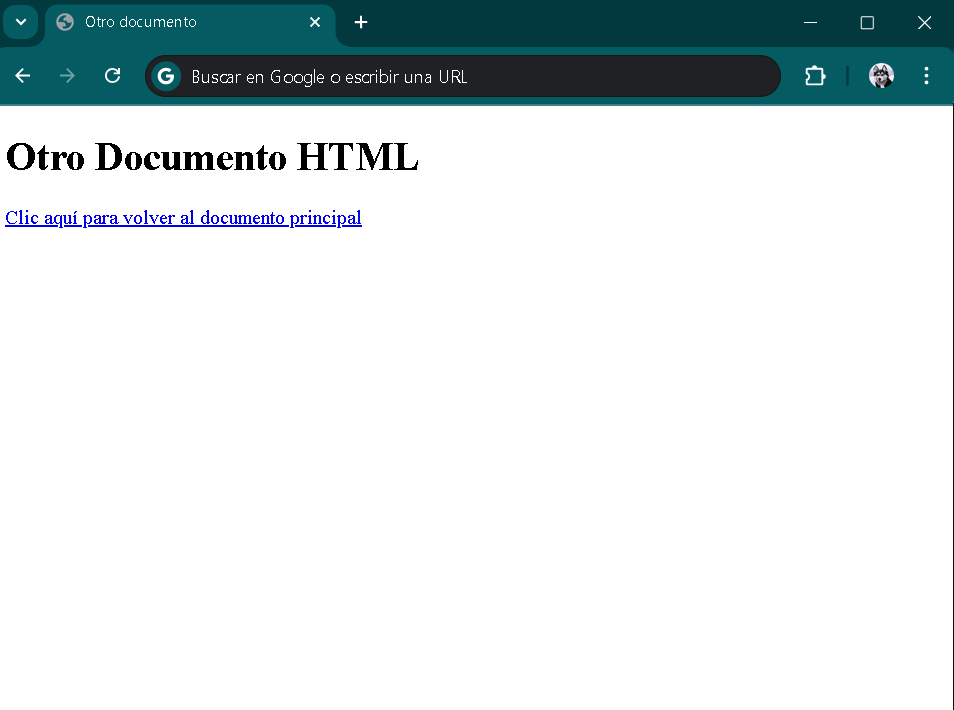 Otro documento
Buscar en Google o escribir una URL
Otro Documento HTML
Clic aquí para volver al documento principal